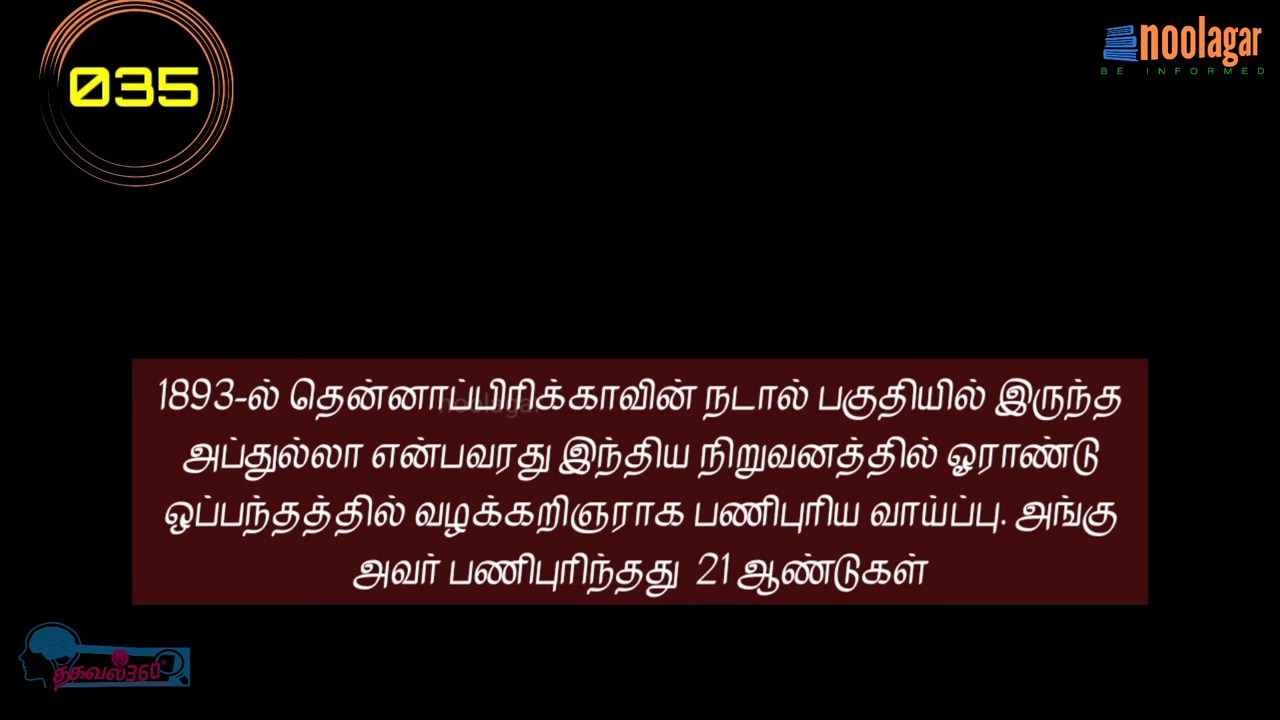 035
noolagar
BE INFORMED
1893-ல் தென்னாப்பிரிக்காவின் நடால் பகுதியில் இருந்த
அப்துல்லா என்பவரது இந்திய நிறுவனத்தில் ஓராண்டு
ஒப்பந்தத்தில் வழக்கறிஞராக பணிபுரிய வாய்ப்பு. அங்கு
அவர் பணிபுரிந்தது 21 ஆண்டுகள்
noolagar
தகவல்360°